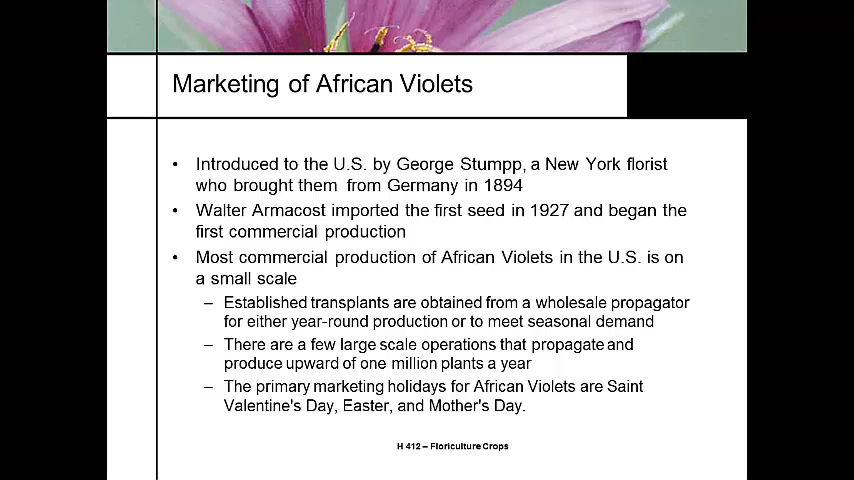 Marketing of African Violets
• Introduced to the U.S. by George Stumpp, a New York florist
who brought them from Germany in 1894
• Walter Armacost imported the first seed in 1927 and began the
first commercial production
• Most commercial production of African Violets in the U.S. is on
a small scale
– Established transplants are obtained from a wholesale propagator
for either year-round production or to meet seasonal demand
– There are a few large scale operations that propagate and
produce upward of one million plants a year
– The primary marketing holidays for African Violets are Saint
Valentine's Day, Easter, and Mother's Day.
H 412 – Floriculture Crops